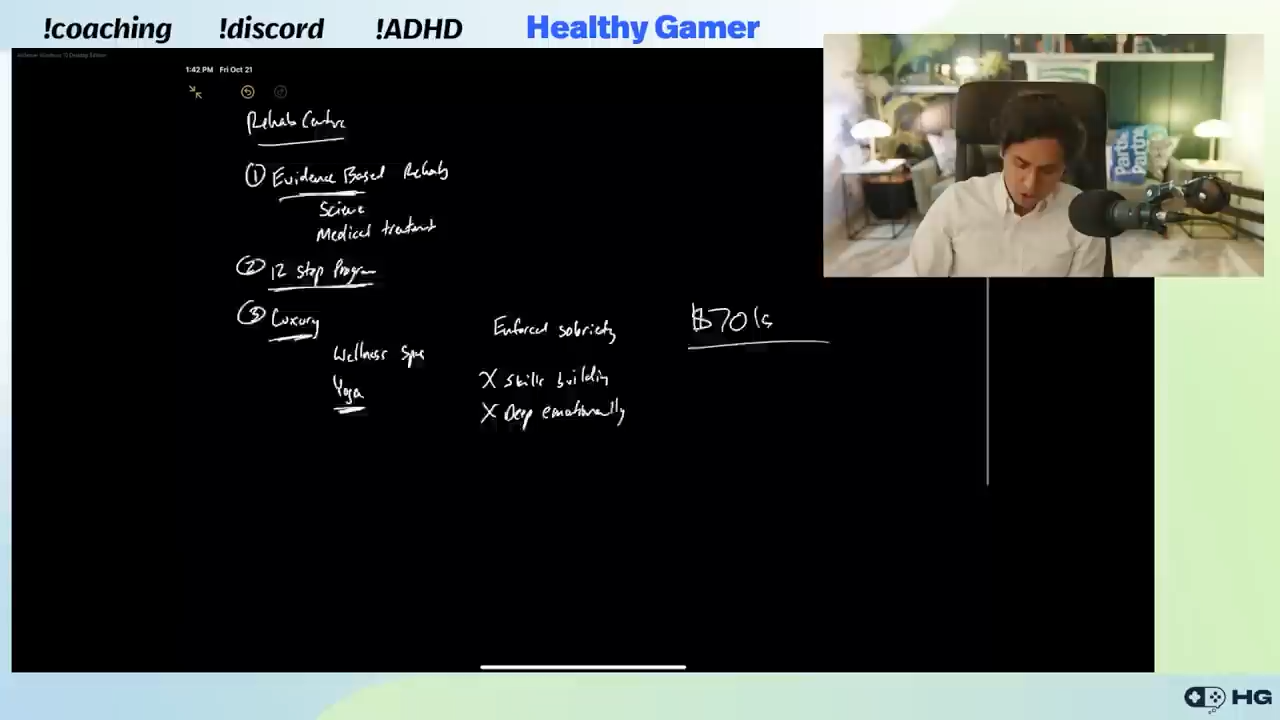 !coaching !discord !ADHD Healthy Gamer
1:42 PM Fri Oct 21
Rehab Centre
① Evidence Based Rehab
Science
Medical treatment
② 12 step Program
③ Luxury
Enforced sobriety
$70k
Wellness Spa
Yoga
X Skills building
X Deep emotionally
HG